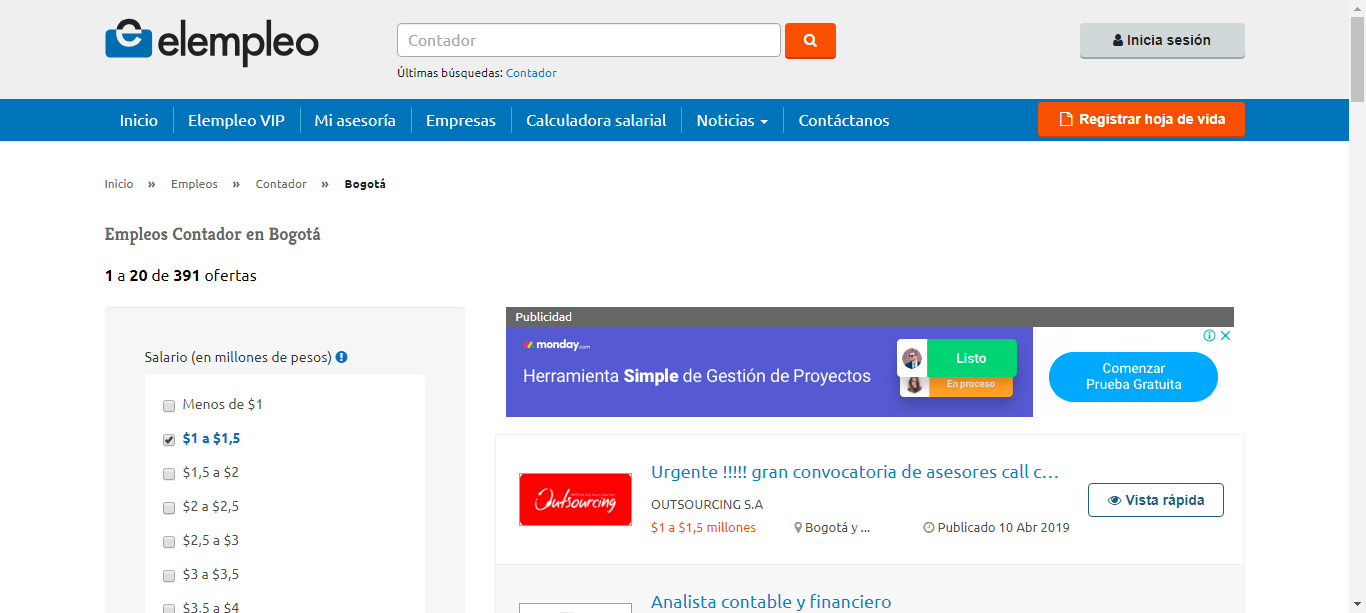 elempleo
Contador
Últimas búsquedas: Contador
Inicia sesión
Inicio
Elempleo VIP
Mi asesoría
Empresas
Calculadora salarial
Noticias
Contáctanos
Registrar hoja de vida
Inicio » Empleos » Contador » Bogotá
Empleos Contador en Bogotá
1 a 20 de 391 ofertas
Salario (en millones de pesos)
Menos de $1
$1 a $1,5
$1,5 a $2
$2 a $2,5
$2,5 a $3
$3 a $3,5
$3,5 a $4
Publicidad
monday.com
Herramienta Simple de Gestión de Proyectos
Listo
En proceso
Comenzar
Prueba Gratuita
Outsourcing
Urgente !!!!! gran convocatoria de asesores call c...
OUTSOURCING S.A
$1 a $1,5 millones
Bogotá y ...
Publicado 10 Abr 2019
Vista rápida
Analista contable y financiero